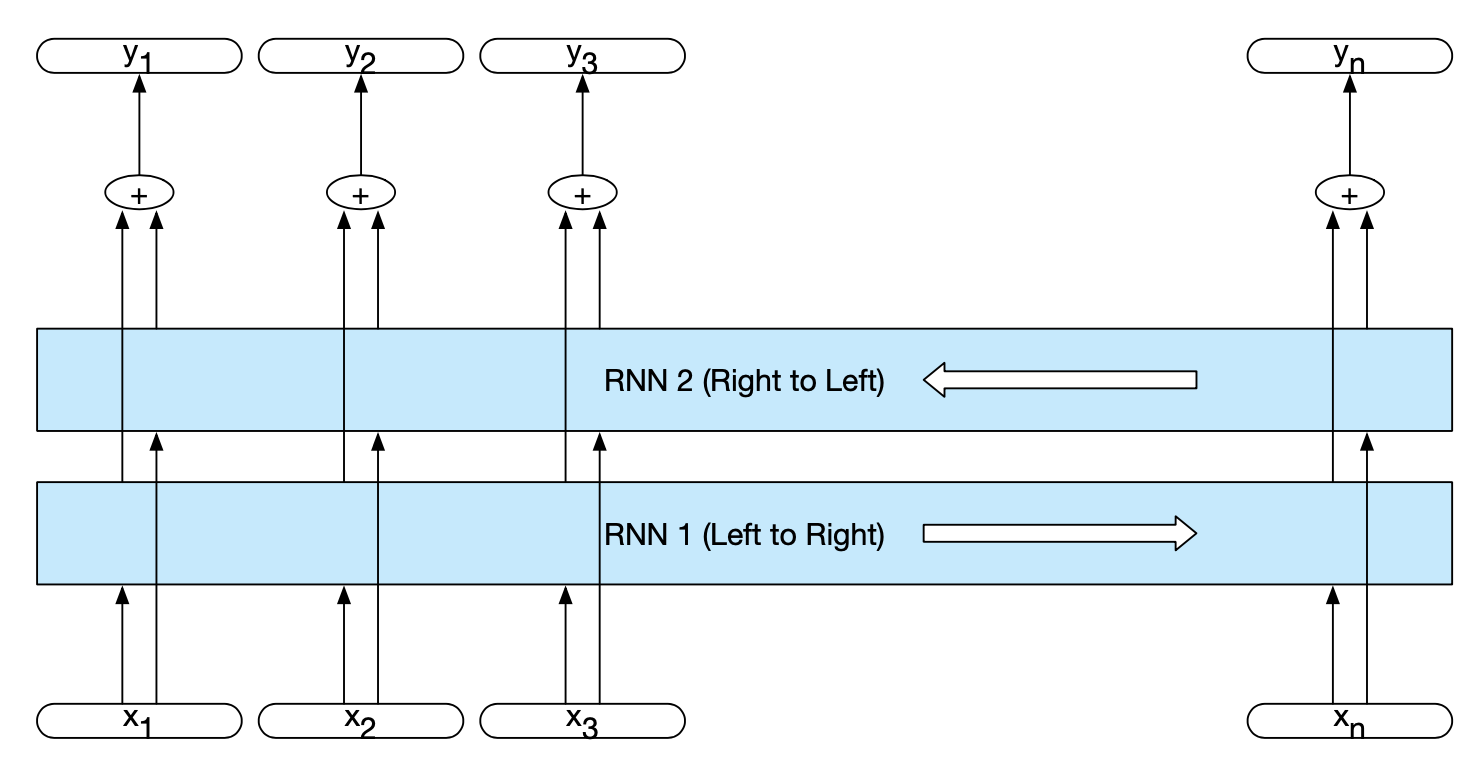 y1 y2 y3 yn
+ + + +
RNN 2 (Right to Left)
RNN 1 (Left to Right)
x1 x2 x3 xn